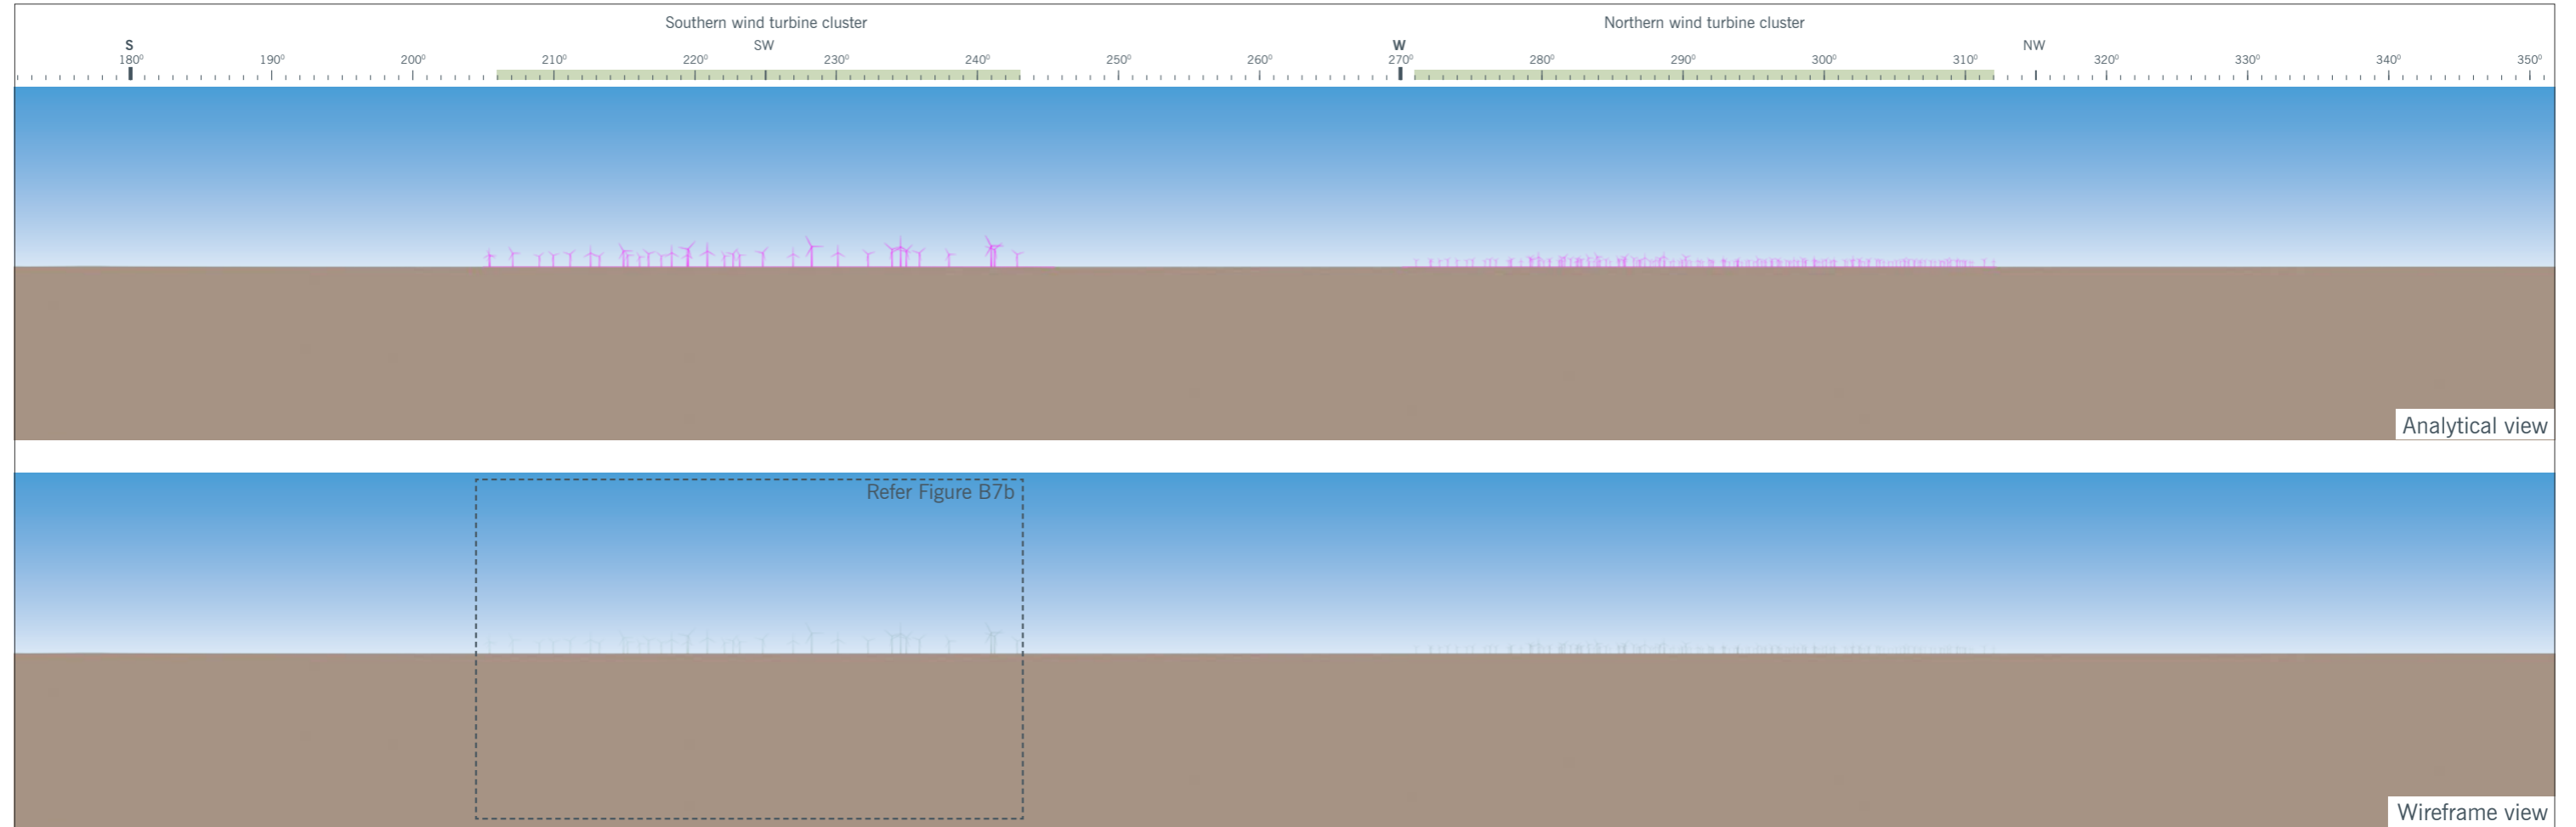 Southern wind turbine cluster Northern wind turbine cluster
S SW W NW
180° 190° 200° 210° 220° 230° 240° 250° 260° 270° 280° 290° 300° 310° 320° 330° 340° 350°
Analytical view
Refer Figure B7b
Wireframe view